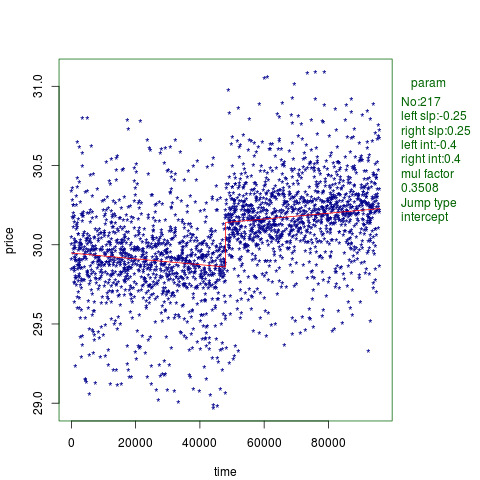 param
No:217
left slp:-0.25
right slp:0.25
left int:-0.4
right int:0.4
mul factor
0.3508
Jump type
intercept
31.0
30.5
30.0
29.5
29.0
price
0 20000 40000 60000 80000
time